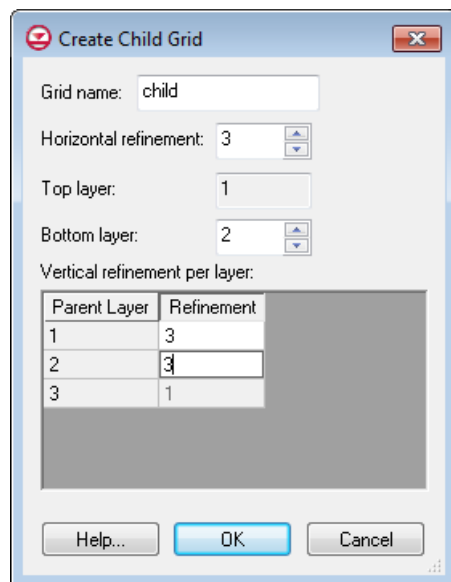 Create Child Grid
Grid name: child
Horizontal refinement: 3
Top layer: 1
Bottom layer: 2
Vertical refinement per layer:
Parent Layer Refinement
1 3
2 3
3 1
Help... OK Cancel